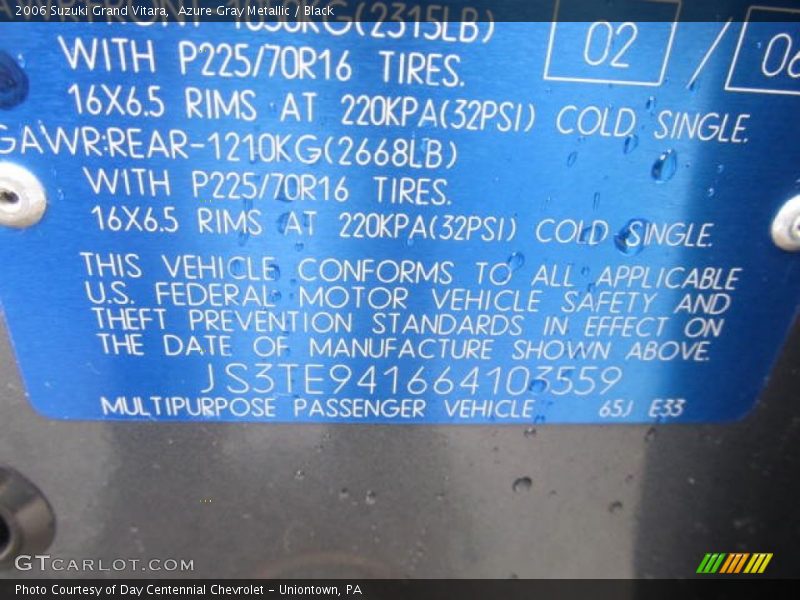 2006 Suzuki Grand Vitara, Azure Gray Metallic / Black
(2315LB)
WITH P225/70R16 TIRES.
02 / 06
16X6.5 RIMS AT 220KPA(32PSI) COLD SINGLE.
GAWR:REAR-1210KG(2668LB)
WITH P225/70R16 TIRES.
16X6.5 RIMS AT 220KPA(32PSI) COLD SINGLE.
THIS VEHICLE CONFORMS TO ALL APPLICABLE
U.S. FEDERAL MOTOR VEHICLE SAFETY AND
THEFT PREVENTION STANDARDS IN EFFECT ON
THE DATE OF MANUFACTURE SHOWN ABOVE.
JS3TE941664103559
MULTIPURPOSE PASSENGER VEHICLE 65J E33
GTCARLOT.COM
Photo Courtesy of Day Centennial Chevrolet - Uniontown, PA